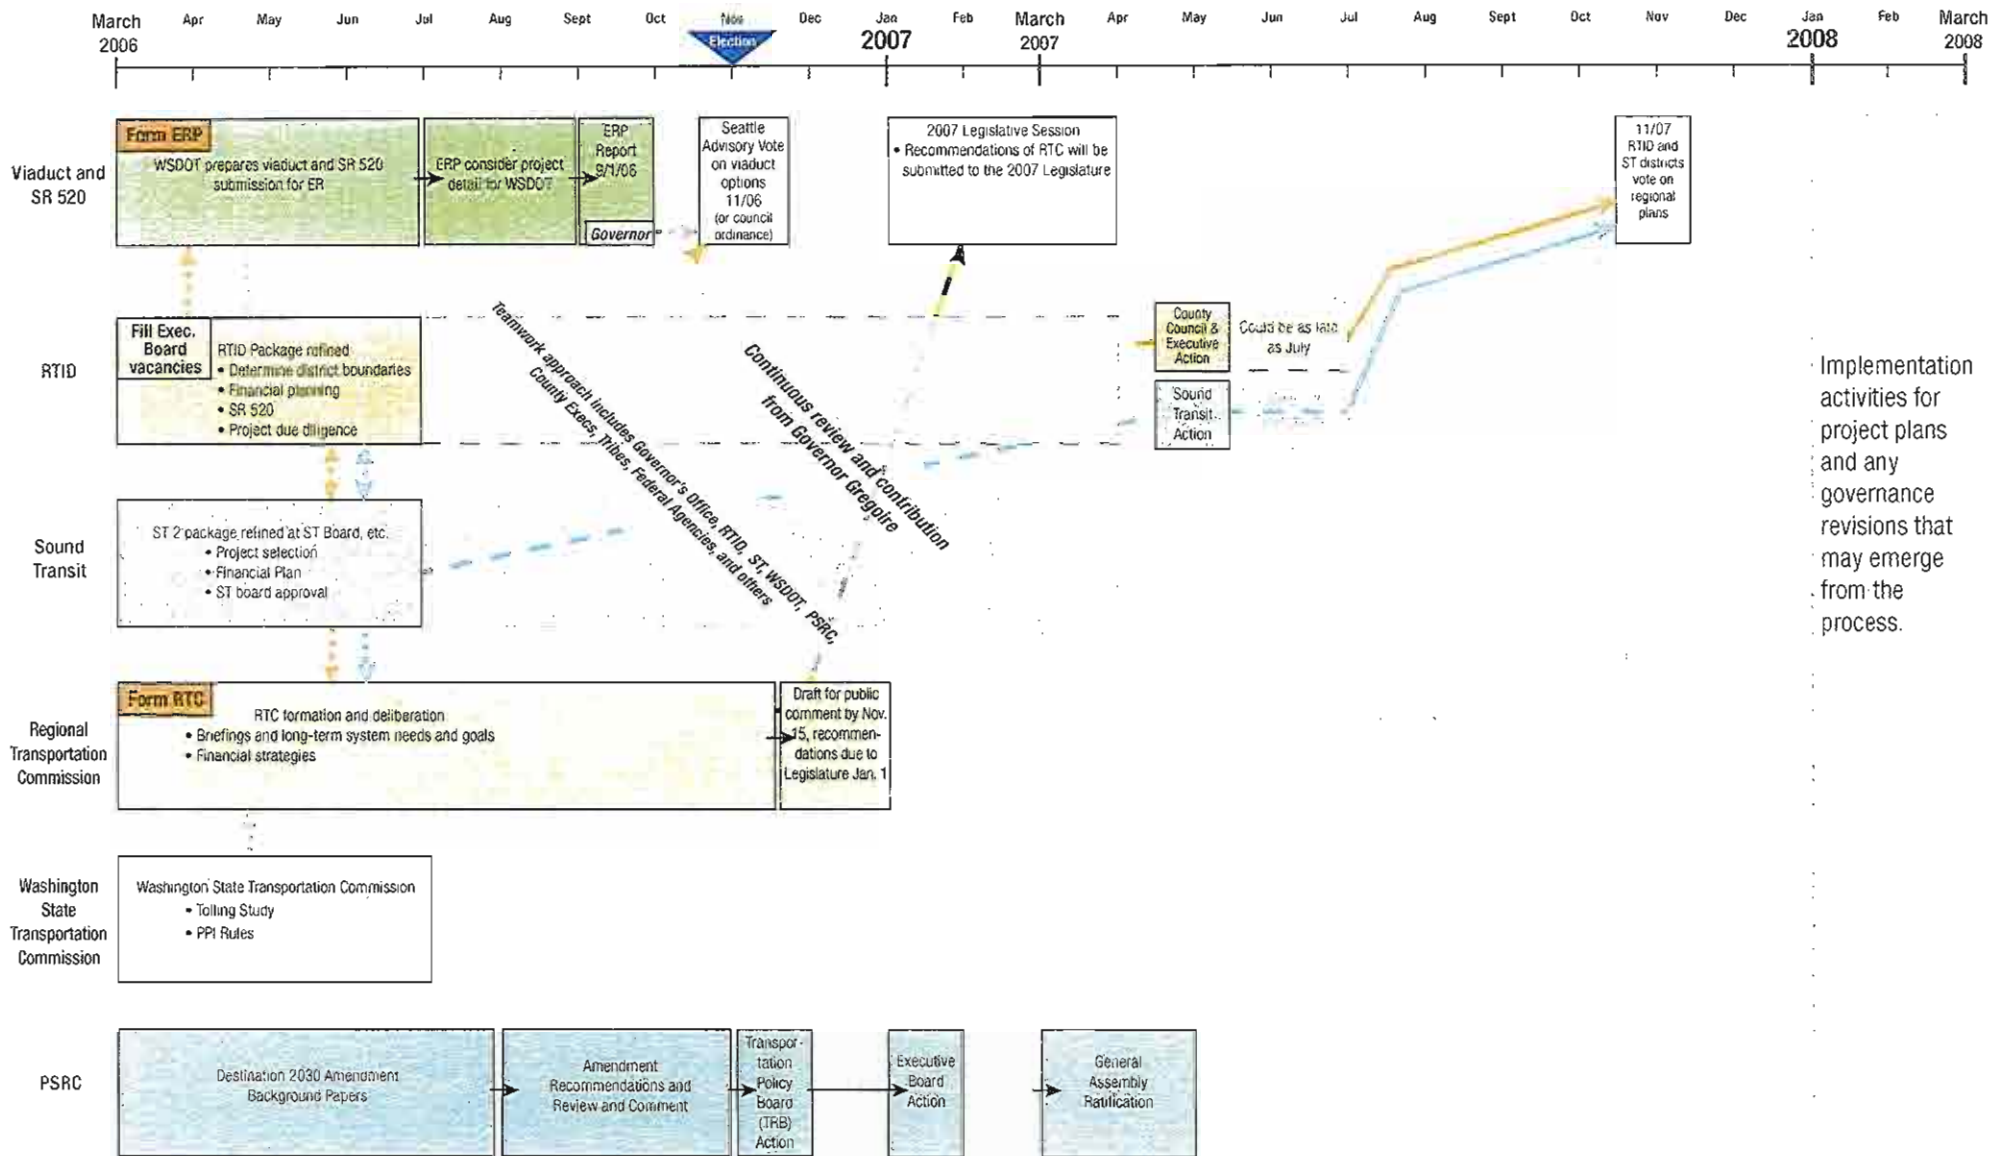 March 2006
Apr
May
Jun
Jul
Aug
Sept
Oct
Nov
Dec
Jan 2007
Feb
March 2007
Apr
May
Jun
Jul
Aug
Sept
Oct
Nov
Dec
Jan 2008
Feb
March 2008
Election
Viaduct and
SR 520
Form ERP
WSDOT prepares viaduct and SR 520
submission for ER
ERP consider project
detail for WSDOT
ERP
Report
9/1/06
Governor
Seattle
Advisory Vote
on viaduct
options
11/06
(or council
ordinance)
2007 Legislative Session
• Recommendations of RTC will be
submitted to the 2007 Legislature
11/07
RTID and
ST districts
vote on
regional
plans
RTID
Fill Exec.
Board
vacancies
RTID Package refined
• Determine district boundaries
• Financial planning
• SR 520
• Project due diligence
Teamwork approach includes Governor's Office, RTID, ST, WSDOT, PSRC,
County Execs, Tribes, Federal Agencies, and others
Continuous review and contribution
from Governor Gregoire
County
Council &
Executive
Action
Could be as late
as July
Sound
Transit
Action
Implementation
activities for
project plans
and any
governance
revisions that
may emerge
from the
process.
Sound
Transit
ST 2 package refined at ST Board, etc.
• Project selection
• Financial Plan
• ST board approval
Regional
Transportation
Commission
Form RTC
RTC formation and deliberation
• Briefings and long-term system needs and goals
• Financial strategies
Draft for public
comment by Nov.
15, recommen-
dations due to
Legislature Jan. 1
Washington
State
Transportation
Commission
Washington State Transportation Commission
• Tolling Study
• PPI Rules
PSRC
Destination 2030 Amendment
Background Papers
Amendment
Recommendations and
Review and Comment
Transpor-
tation
Policy
Board
(TRB)
Action
Executive
Board
Action
General
Assembly
Ratification